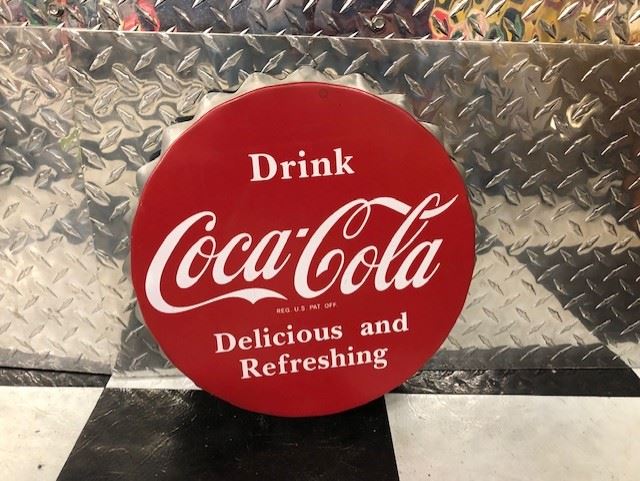 Drink
Coca-Cola
REG. U.S. PAT. OFF.
Delicious and
Refreshing